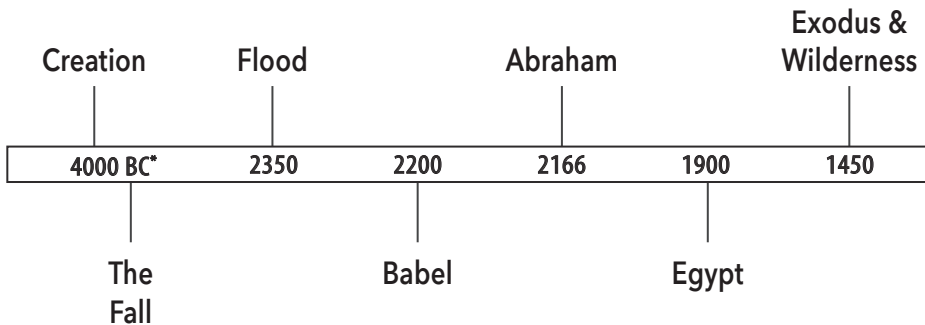 Exodus &
Creation Flood Abraham Wilderness
4000 BC* 2350 2200 2166 1900 1450
The Babel Egypt
Fall